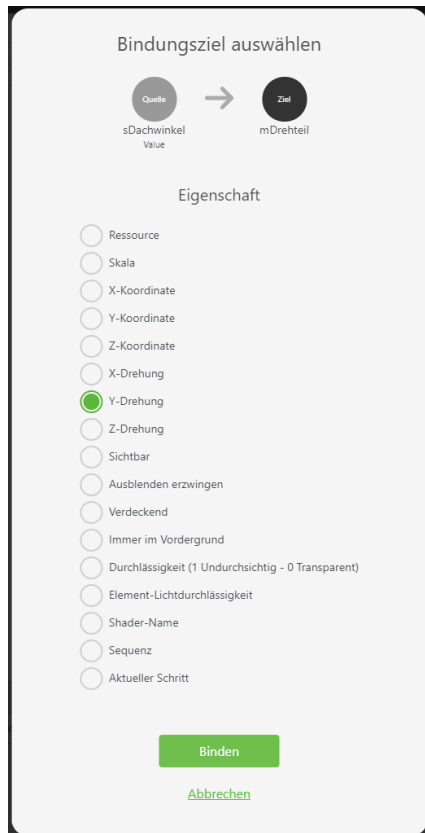 Bindungsziel auswählen
Quelle
Ziel
sDachwinkel
mDrehteil
Value
Eigenschaft
Ressource
Skala
X-Koordinate
Y-Koordinate
Z-Koordinate
X-Drehung
Y-Drehung
Z-Drehung
Sichtbar
Ausblenden erzwingen
Verdeckend
Immer im Vordergrund
Durchlässigkeit (1 Undurchsichtig - 0 Transparent)
Element-Lichtdurchlässigkeit
Shader-Name
Sequenz
Aktueller Schritt
Binden
Abbrechen